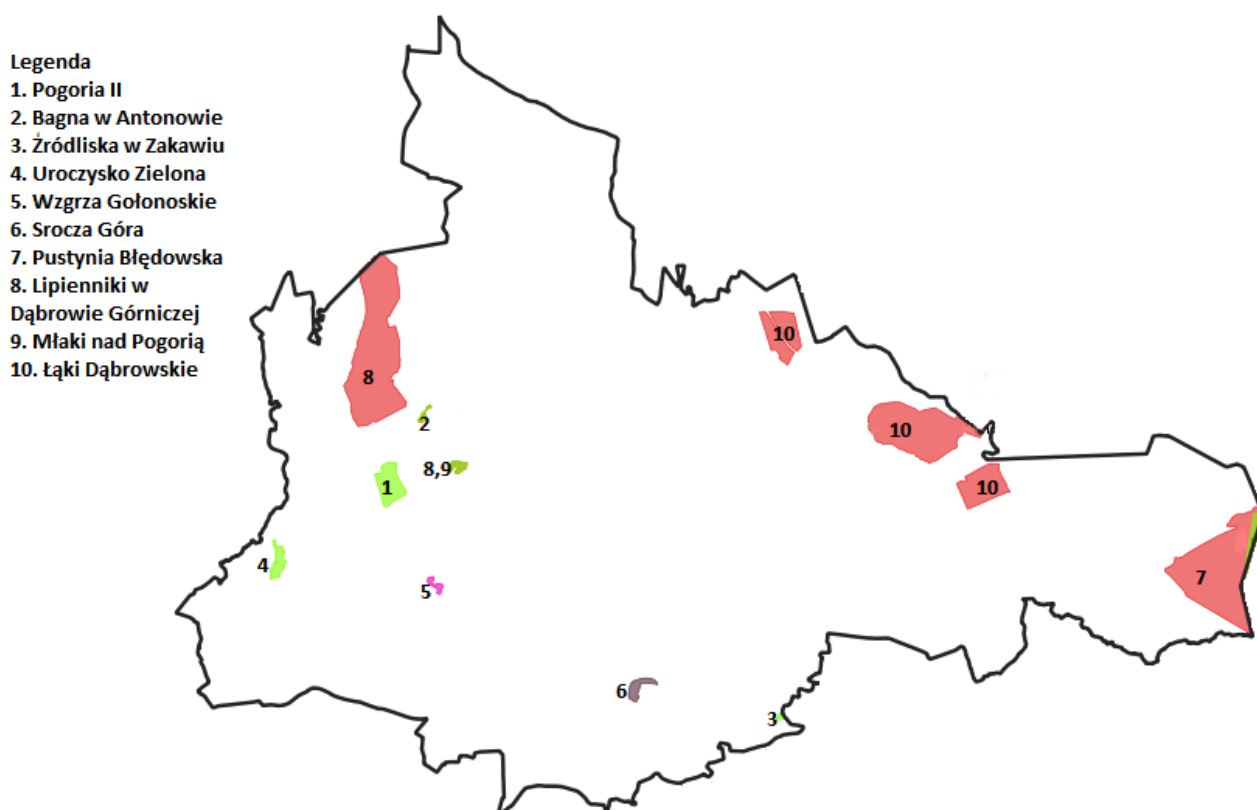 Legenda
1. Pogoria II
2. Bagna w Antonowie
3. Źródliska w Zakawiu
4. Uroczysko Zielona
5. Wzgrza Gołonoskie
6. Srocza Góra
7. Pustynia Błędowska
8. Lipienniki w
Dąbrowie Górniczej
9. Młaki nad Pogorią
10. Łąki Dąbrowskie
10
8
2
10
8,9
1
10
4
7
5
6
3